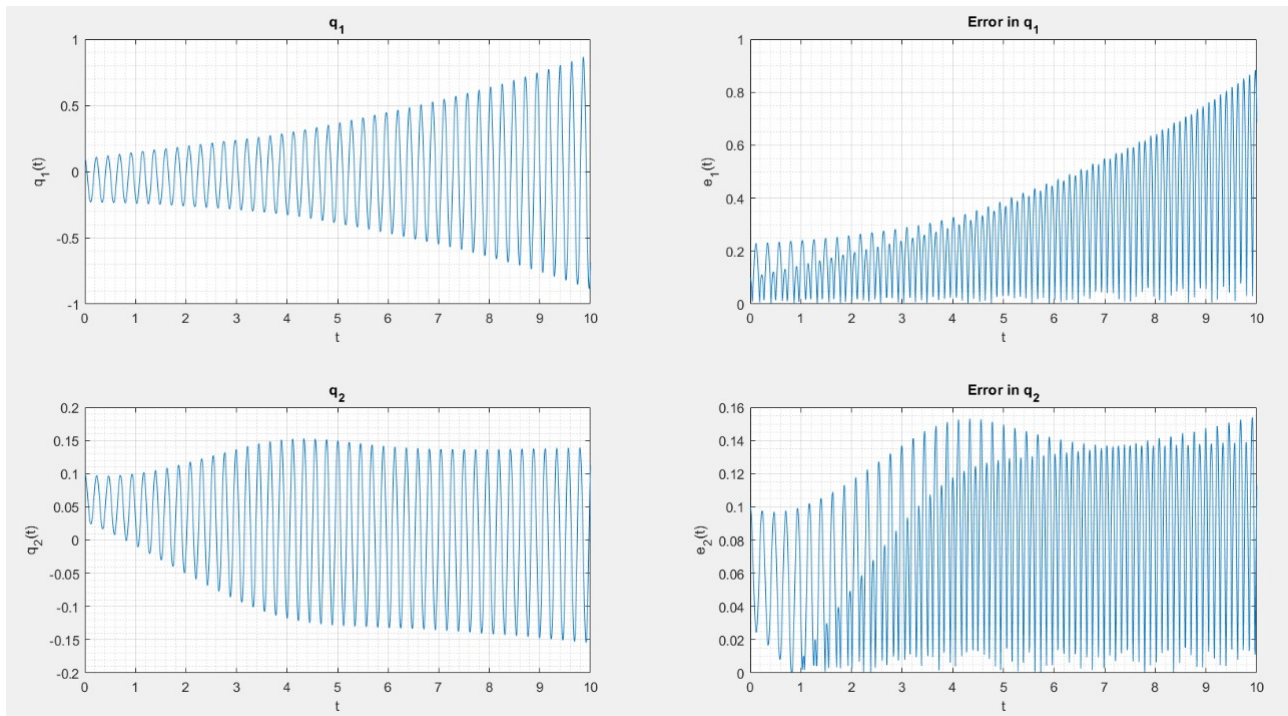 q1
1
0.5
0
-0.5
-1
q1(t)
0 1 2 3 4 5 6 7 8 9 10
t
Error in q1
1
0.8
0.6
0.4
0.2
0
e1(t)
0 1 2 3 4 5 6 7 8 9 10
t
q2
0.2
0.15
0.1
0.05
0
-0.05
-0.1
-0.15
-0.2
q2(t)
0 1 2 3 4 5 6 7 8 9 10
t
Error in q2
0.16
0.14
0.12
0.1
0.08
0.06
0.04
0.02
0
e2(t)
0 1 2 3 4 5 6 7 8 9 10
t